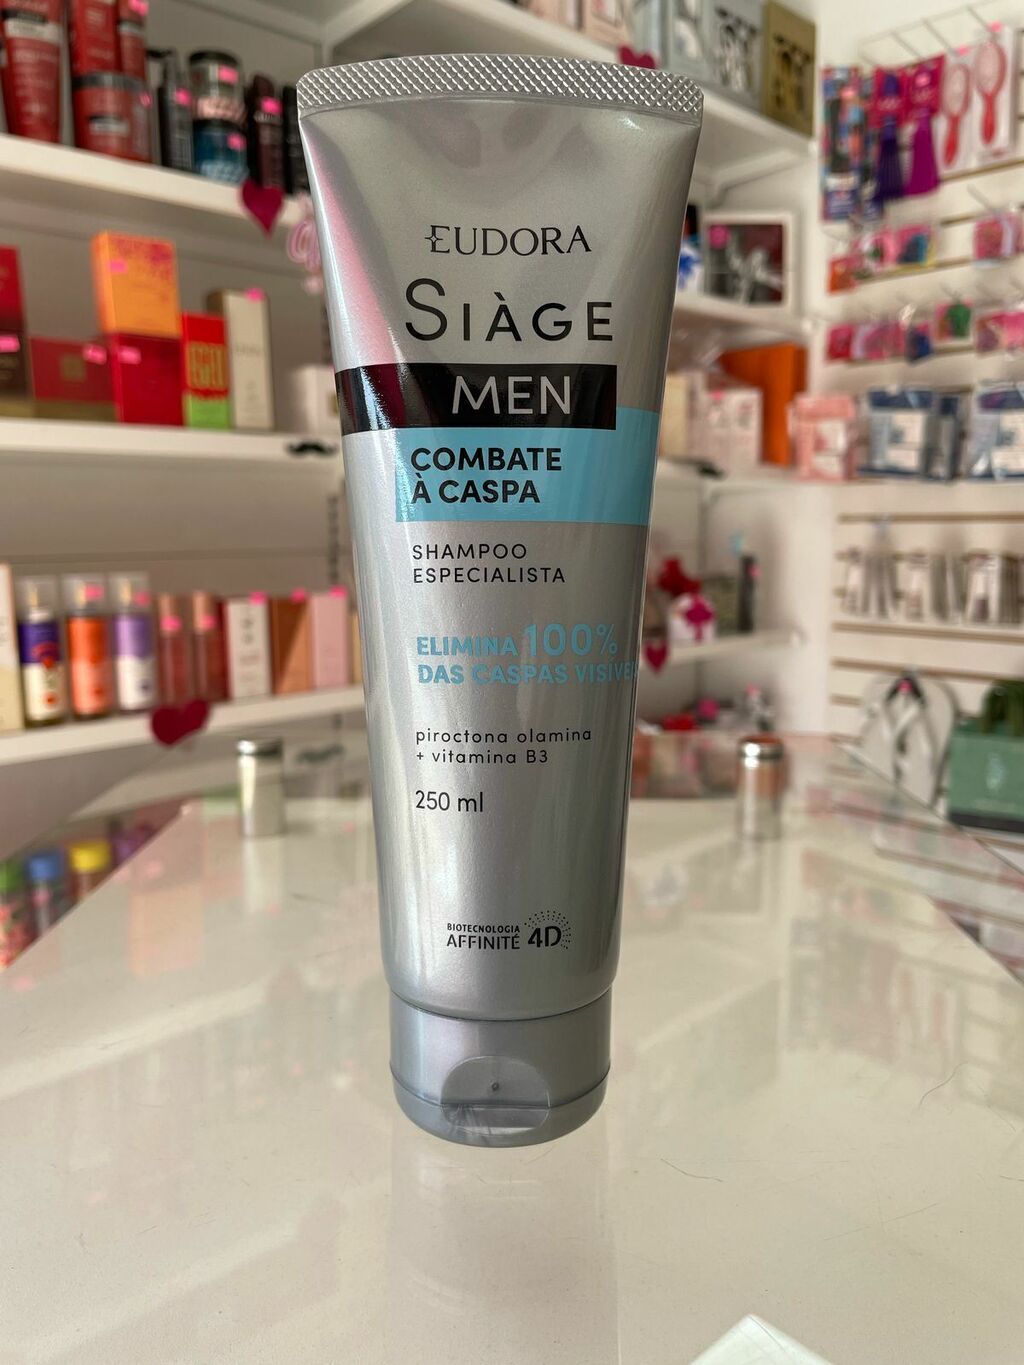 EUDORA
SIÀGE
MEN
COMBATE
À CASPA
SHAMPOO
ESPECIALISTA
ELIMINA 100%
DAS CASPAS VISÍVEI
piroctona olamina
+ vitamina B3
250 ml
BIOTECNOLOGIA
AFFINITÉ 4D